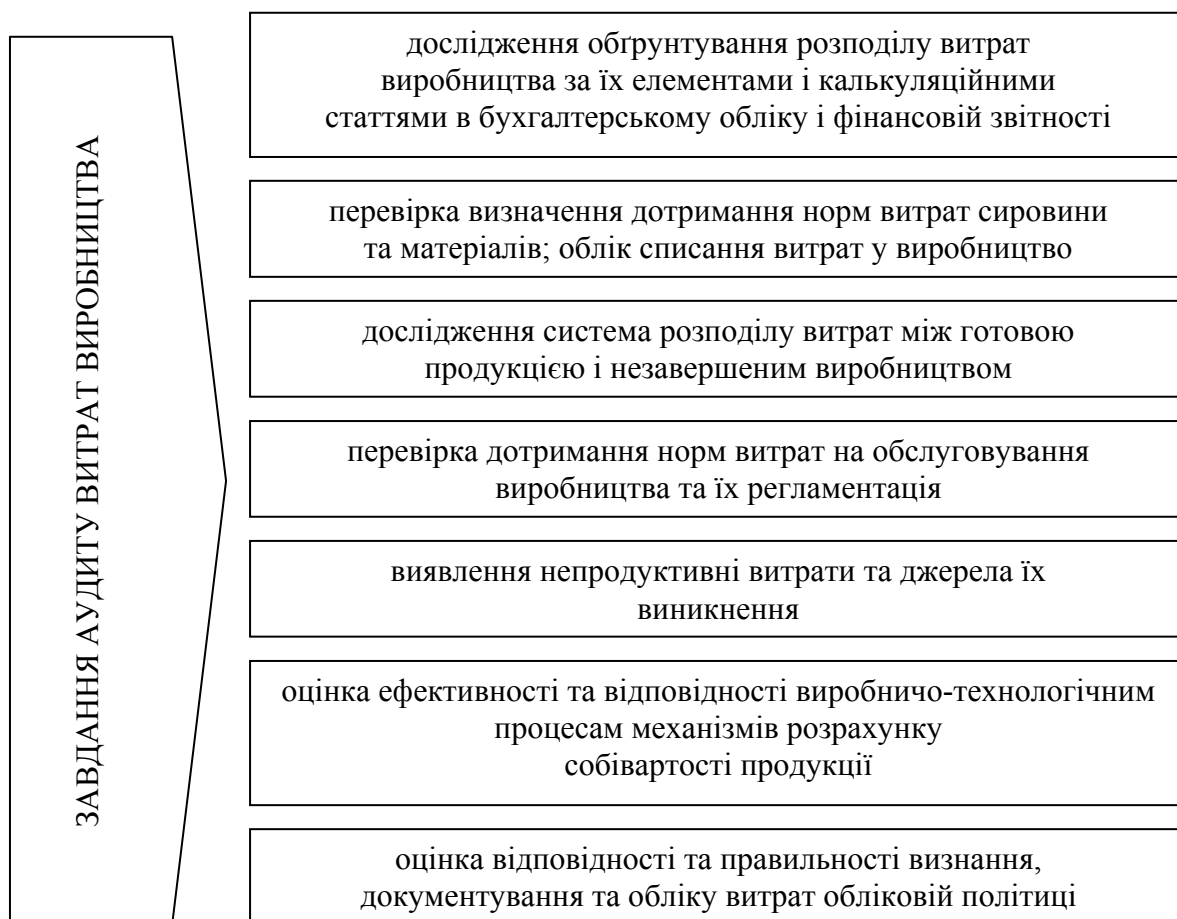 ЗАВДАННЯ АУДИТУ ВИТРАТ ВИРОБНИЦТВА
дослідження обґрунтування розподілу витрат
виробництва за їх елементами і калькуляційними
статтями в бухгалтерському обліку і фінансовій звітності
перевірка визначення дотримання норм витрат сировини
та матеріалів; облік списання витрат у виробництво
дослідження система розподілу витрат між готовою
продукцією і незавершеним виробництвом
перевірка дотримання норм витрат на обслуговування
виробництва та їх регламентація
виявлення непродуктивні витрати та джерела їх
виникнення
оцінка ефективності та відповідності виробничо-технологічним
процесам механізмів розрахунку
собівартості продукції
оцінка відповідності та правильності визнання,
документування та обліку витрат обліковій політиці